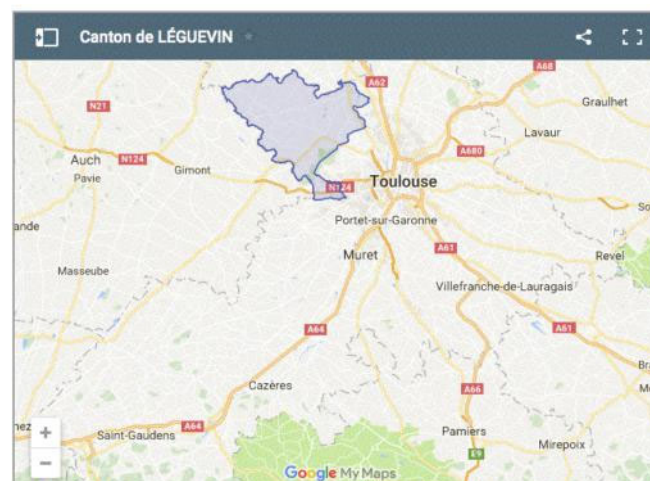 Canton de LÉGUEVIN
A62
A68
N21
Graulhet
Lavaur
Auch
N124
A680
Pavie
Gimont
Toulouse
N124
Portet-sur-Garonne
ande
Muret
A61
Revel
Masseube
Villefranche-de-Lauragais
A64
A61
Cazères
A66
A64
Saint-Gaudens
Pamiers
Mirepoix
E9
+
−
Google My Maps